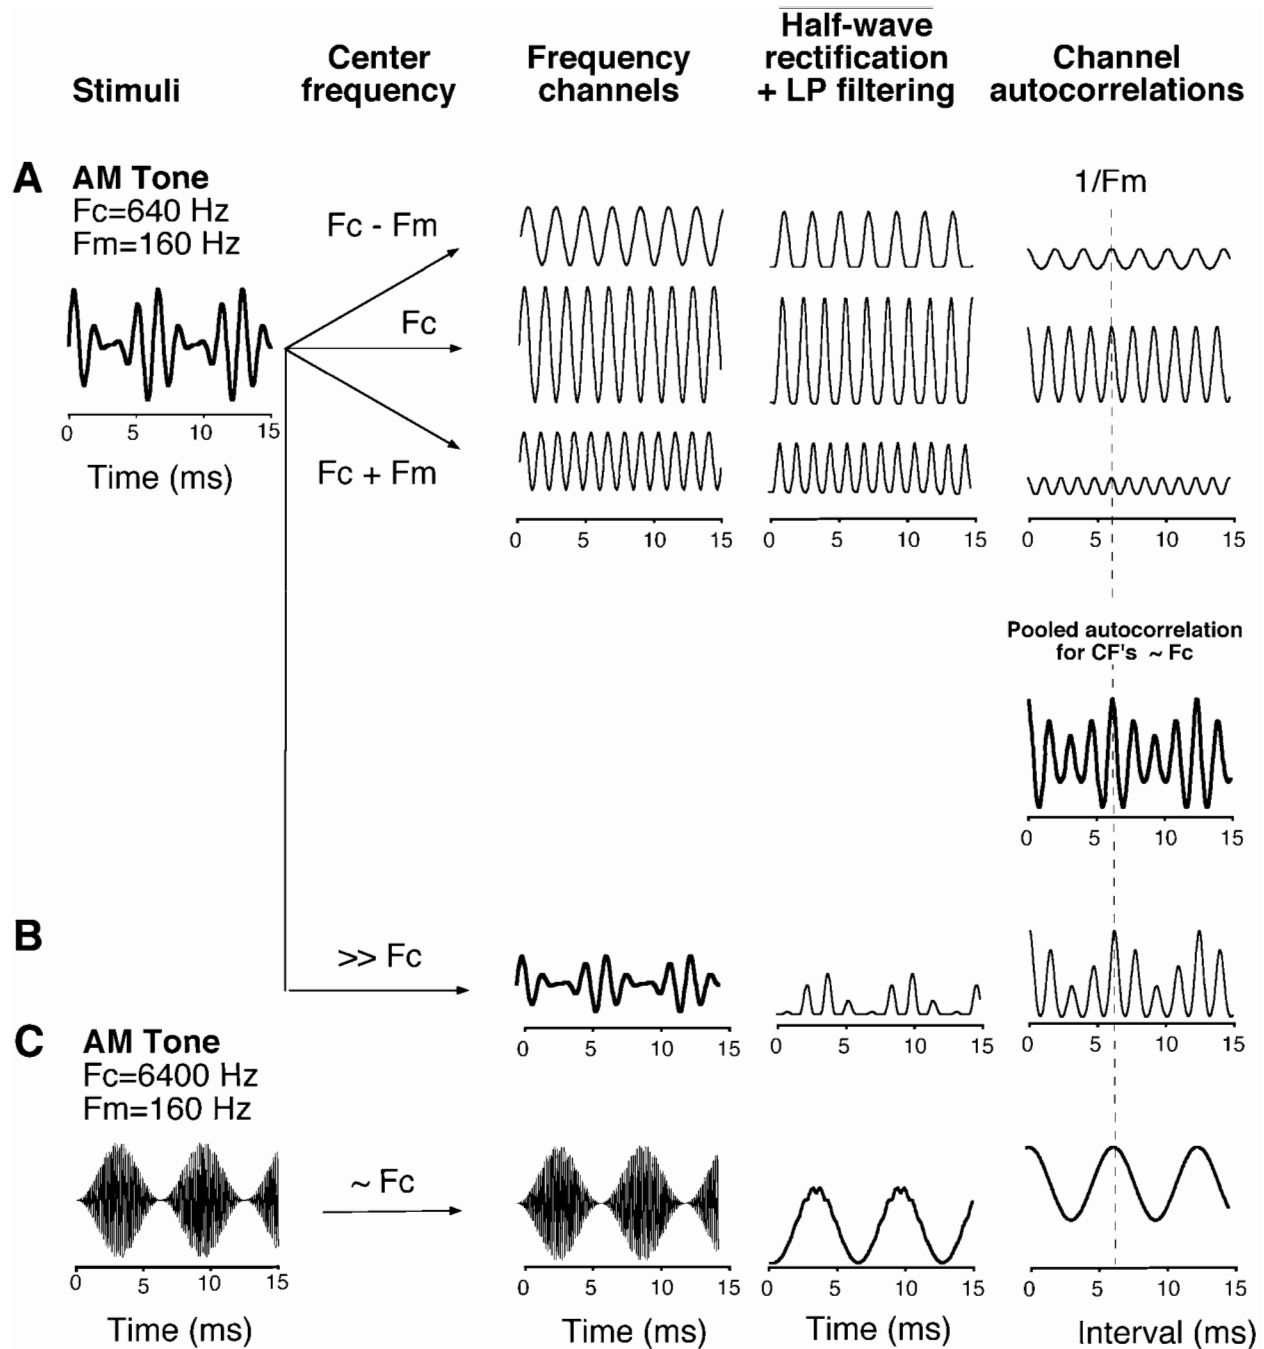 Stimuli
Center
frequency
Frequency
channels
Half-wave
rectification
+ LP filtering
Channel
autocorrelations
A
AM Tone
Fc=640 Hz
Fm=160 Hz
0 5 10 15
Time (ms)
Fc - Fm
Fc
Fc + Fm
0 5 10 15
0 5 10 15
1/Fm
0 5 10 15
Pooled autocorrelation
for CF's ~ Fc
0 5 10 15
B
>> Fc
0 5 10 15
0 5 10 15
0 5 10 15
C
AM Tone
Fc=6400 Hz
Fm=160 Hz
~ Fc
0 5 10 15
0 5 10 15
0 5 10 15
0 5 10 15
Time (ms)
Time (ms)
Time (ms)
Interval (ms)